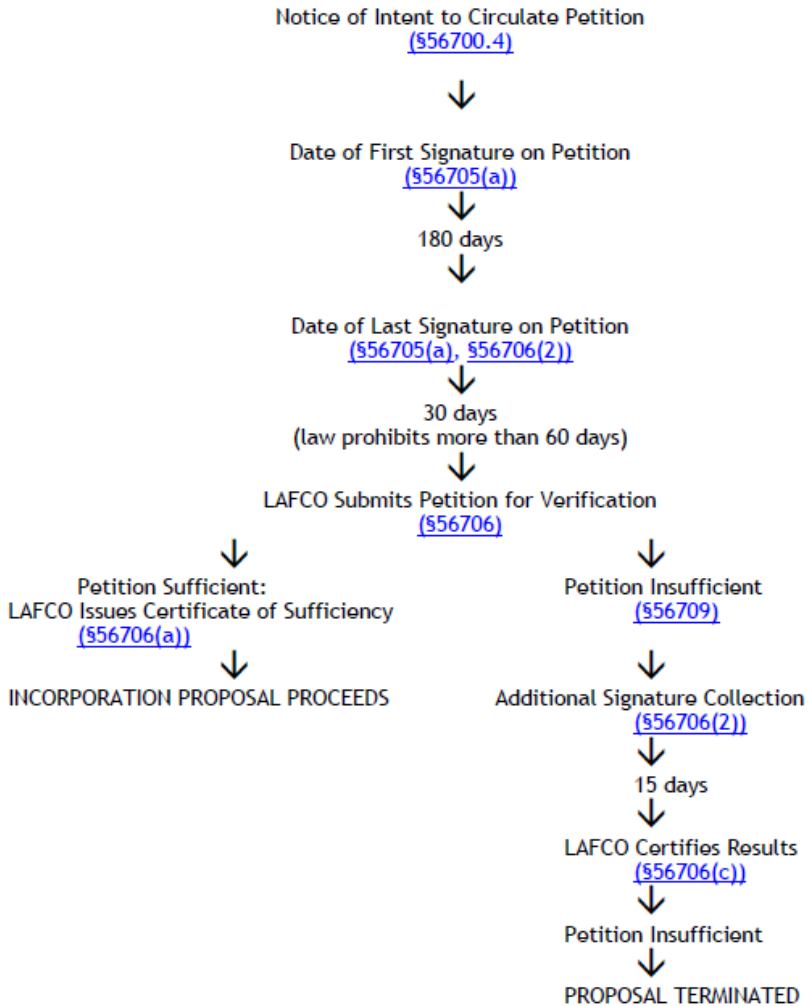 Notice of Intent to Circulate Petition
(§56700.4)
Date of First Signature on Petition
(§56705(a))
180 days
Date of Last Signature on Petition
(§56705(a), §56706(2))
30 days
(law prohibits more than 60 days)
LAFCO Submits Petition for Verification
(§56706)
Petition Sufficient:
LAFCO Issues Certificate of Sufficiency
(§56706(a))
INCORPORATION PROPOSAL PROCEEDS
Petition Insufficient
(§56709)
Additional Signature Collection
(§56706(2))
15 days
LAFCO Certifies Results
(§56706(c))
Petition Insufficient
PROPOSAL TERMINATED